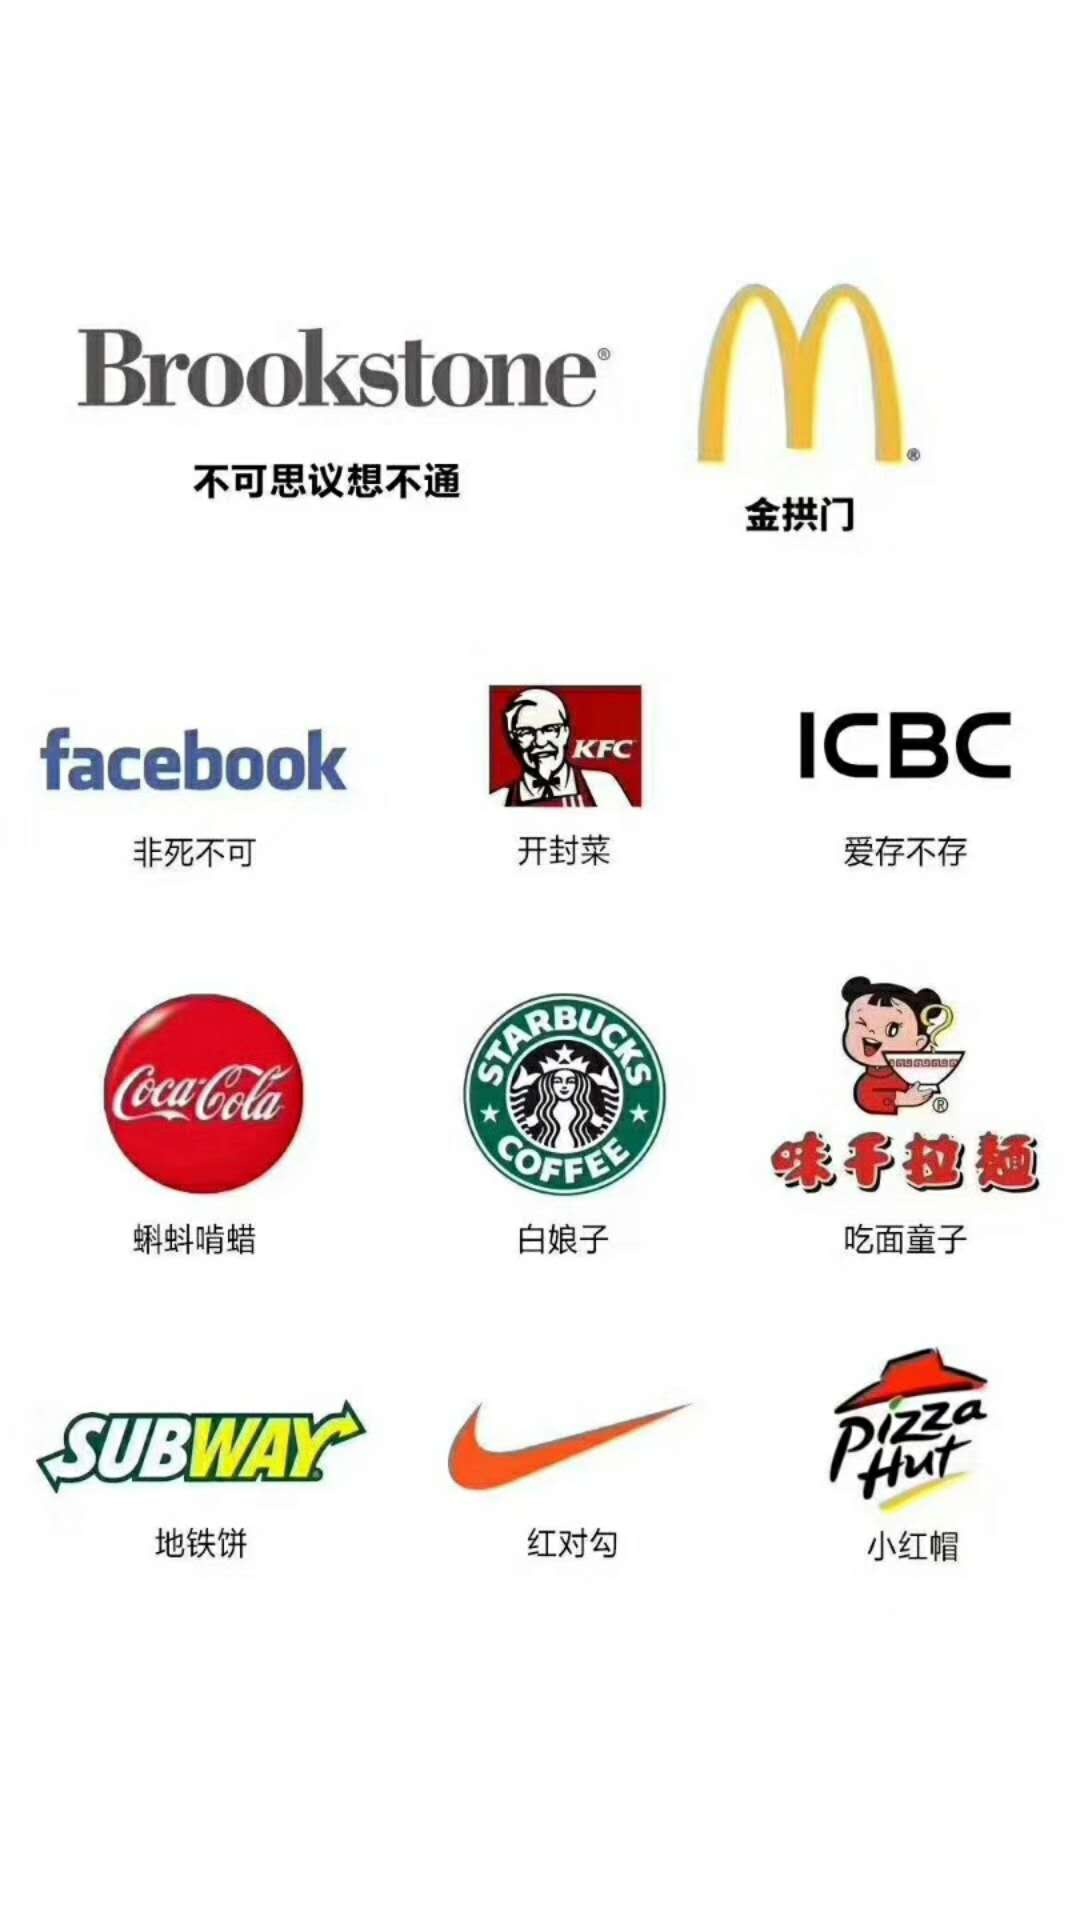 Brookstone®
®
不可思议想不通
金拱门
facebook
KFC
ICBC
非死不可
开封菜
爱存不存
STARBUCKS
Coca-Cola
COFFEE
®
味千拉麺
蝌蚪啃蜡
白娘子
吃面童子
Pizza
Hut
SUBWAY
地铁饼
红对勾
小红帽